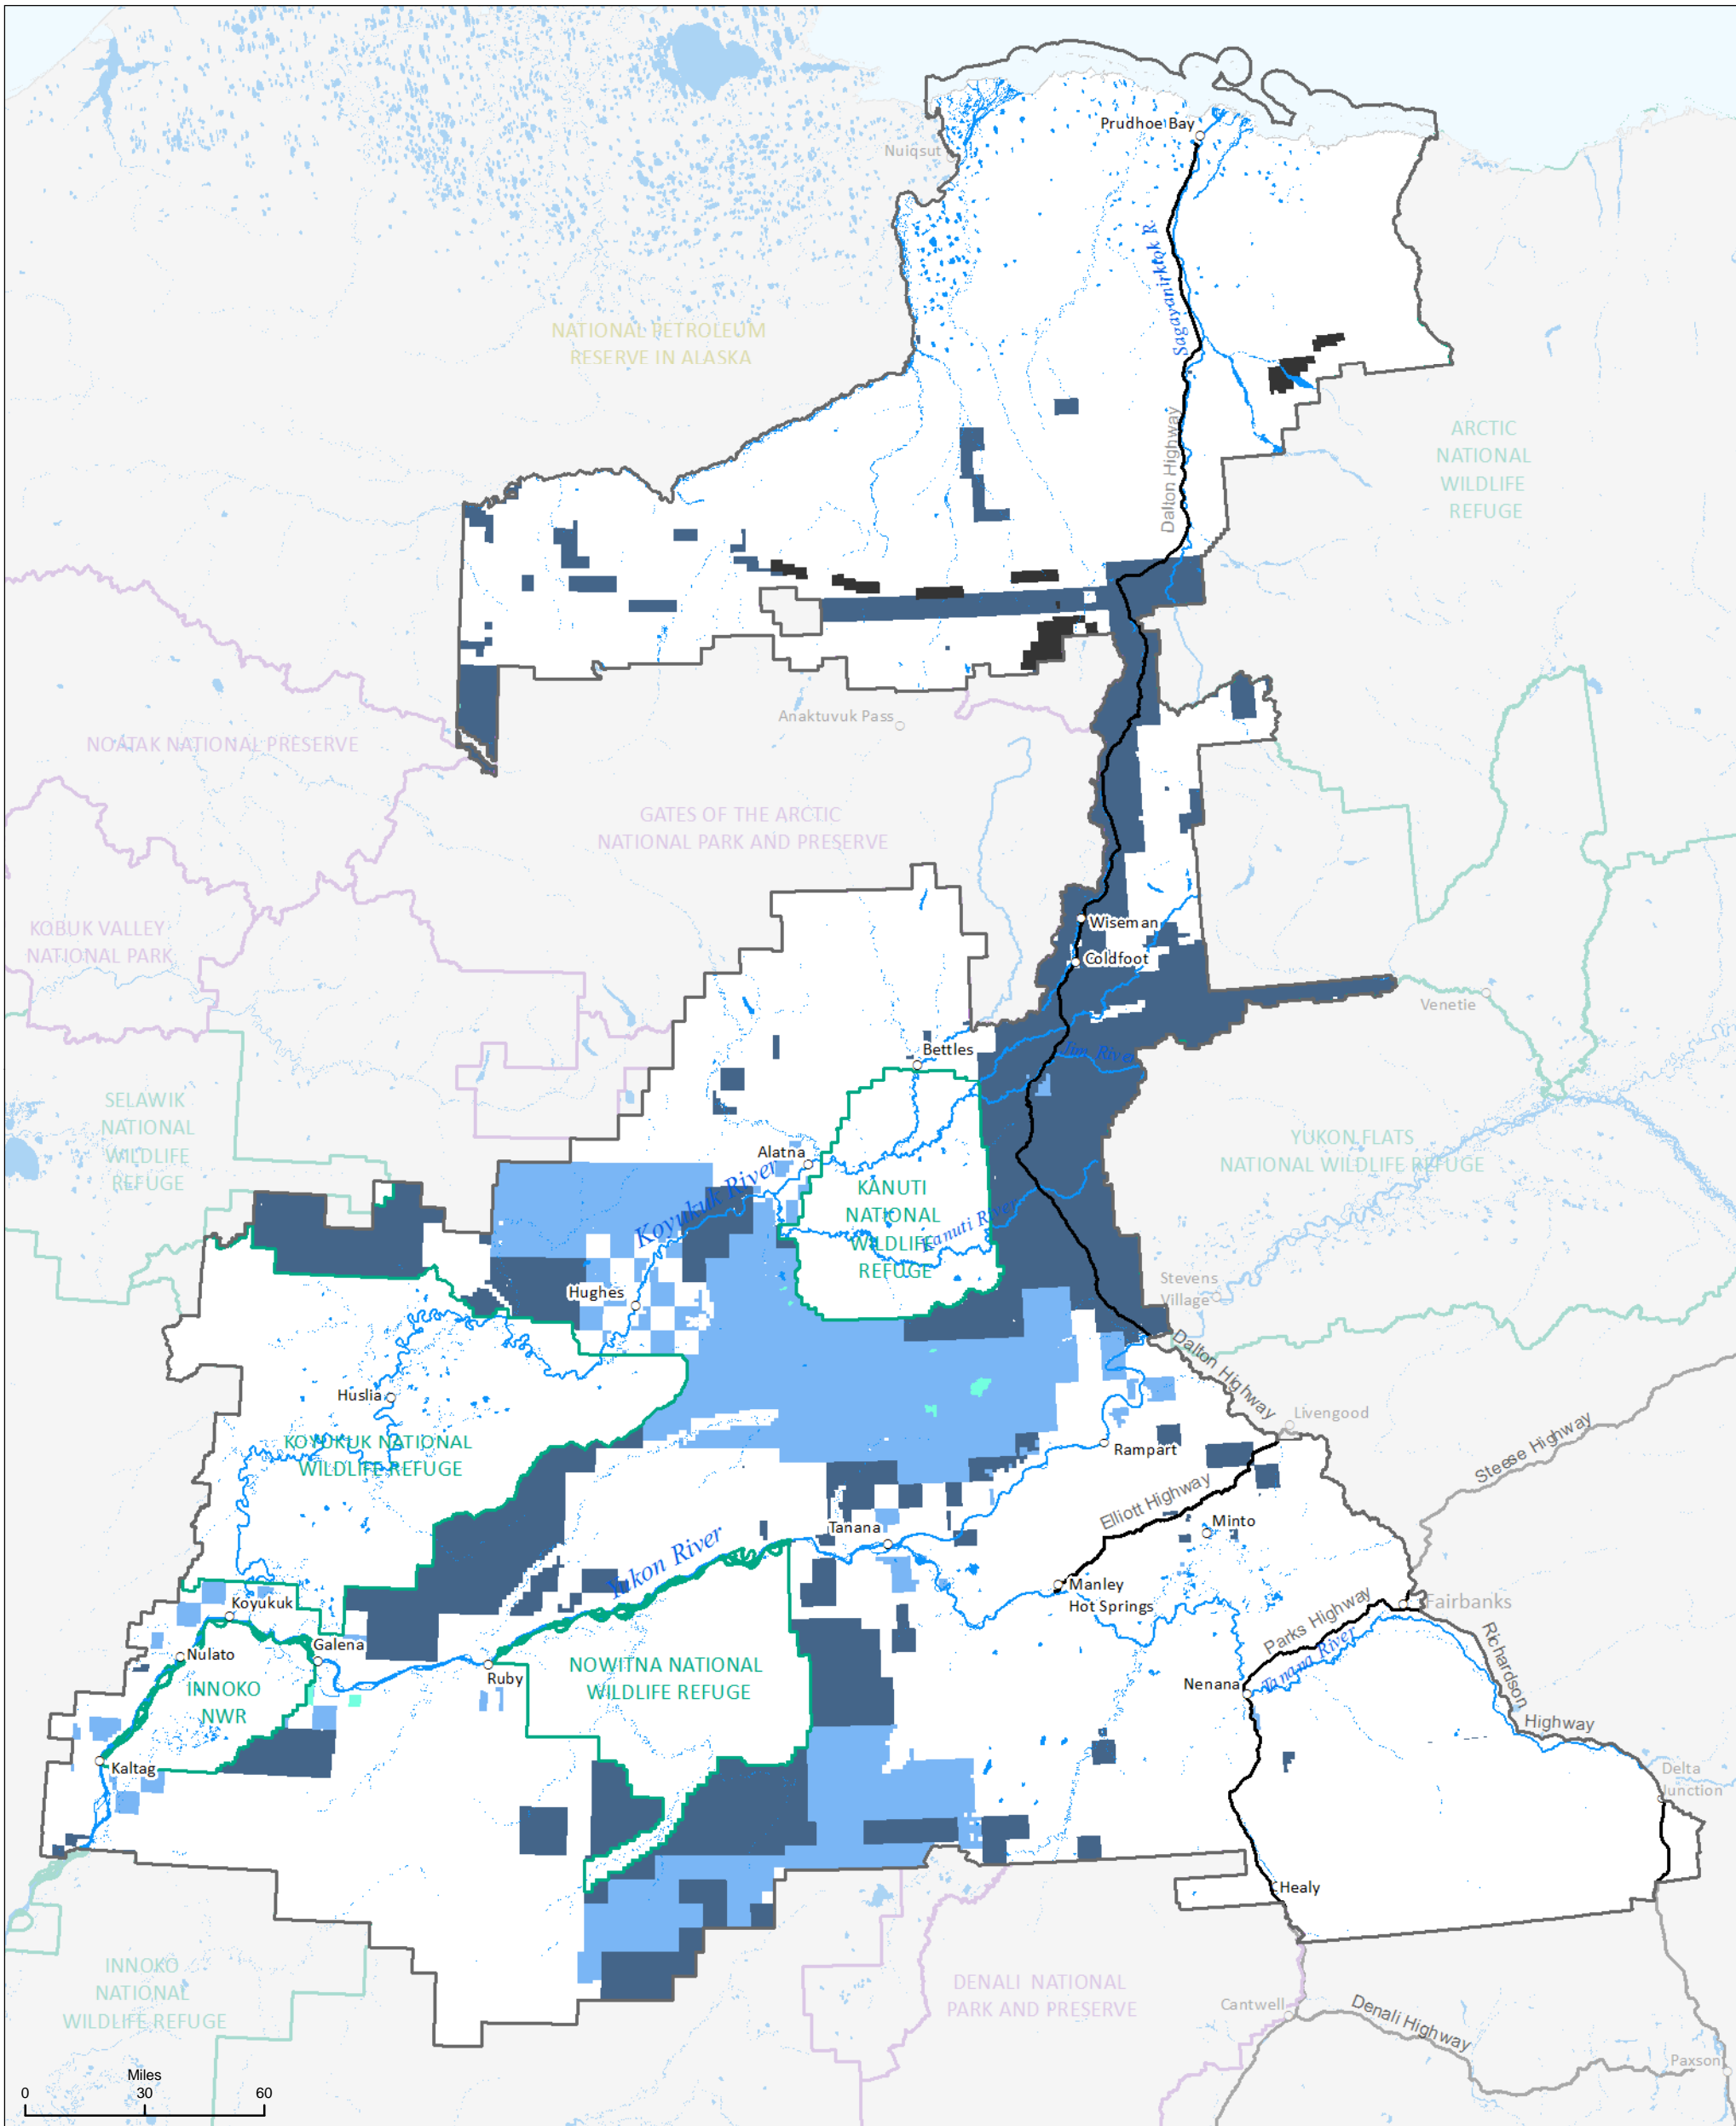 Prudhoe Bay
Nuiqsut
Sagavanirktok R.
NATIONAL PETROLEUM
RESERVE IN ALASKA
Dalton Highway
ARCTIC
NATIONAL
WILDLIFE
REFUGE
Anaktuvuk Pass
NOATAK NATIONAL PRESERVE
GATES OF THE ARCTIC
NATIONAL PARK AND PRESERVE
Wiseman
KOBUK VALLEY
NATIONAL PARK
Coldfoot
Venetie
Bettles
Jim River
SELAWIK
NATIONAL
WILDLIFE
REFUGE
YUKON FLATS
NATIONAL WILDLIFE REFUGE
Alatna
Koyukuk River
KANUTI
NATIONAL
WILDLIFE
REFUGE
Kanuti River
Stevens
Village
Hughes
Dalton Highway
Huslia
Livengood
KOYUKUK NATIONAL
WILDLIFE REFUGE
Rampart
Steese Highway
Elliott Highway
Tanana
Minto
Yukon River
Manley
Hot Springs
Koyukuk
Fairbanks
Parks Highway
Galena
Nulato
Ruby
NOWITNA NATIONAL
WILDLIFE REFUGE
Tanana River
Richardson
Highway
INNOKO
NWR
Nenana
Kaltag
Delta
Junction
Healy
INNOKO
NATIONAL
WILDLIFE REFUGE
DENALI NATIONAL
PARK AND PRESERVE
Cantwell
Denali Highway
Paxson
Miles
0 30 60